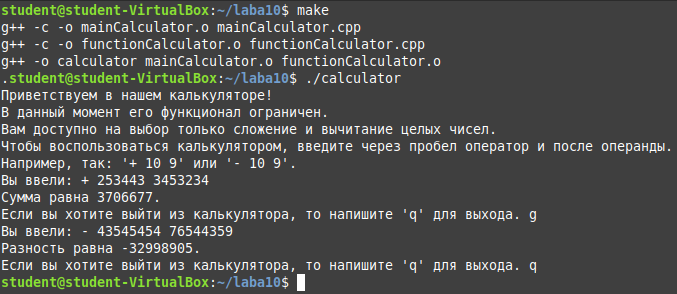 student@student-VirtualBox:~/laba10$ make
g++ -c -o mainCalculator.o mainCalculator.cpp
g++ -c -o functionCalculator.o functionCalculator.cpp
g++ -o calculator mainCalculator.o functionCalculator.o
.student@student-VirtualBox:~/laba10$ ./calculator
Приветствуем в нашем калькуляторе!
В данный момент его функционал ограничен.
Вам доступно на выбор только сложение и вычитание целых чисел.
Чтобы воспользоваться калькулятором, введите через пробел оператор и после операнды.
Например, так: '+ 10 9' или '- 10 9'.
Вы ввели: + 253443 3453234
Сумма равна 3706677.
Если вы хотите выйти из калькулятора, то напишите 'q' для выхода. g
Вы ввели: - 43545454 76544359
Разность равна -32998905.
Если вы хотите выйти из калькулятора, то напишите 'q' для выхода. q
student@student-VirtualBox:~/laba10$